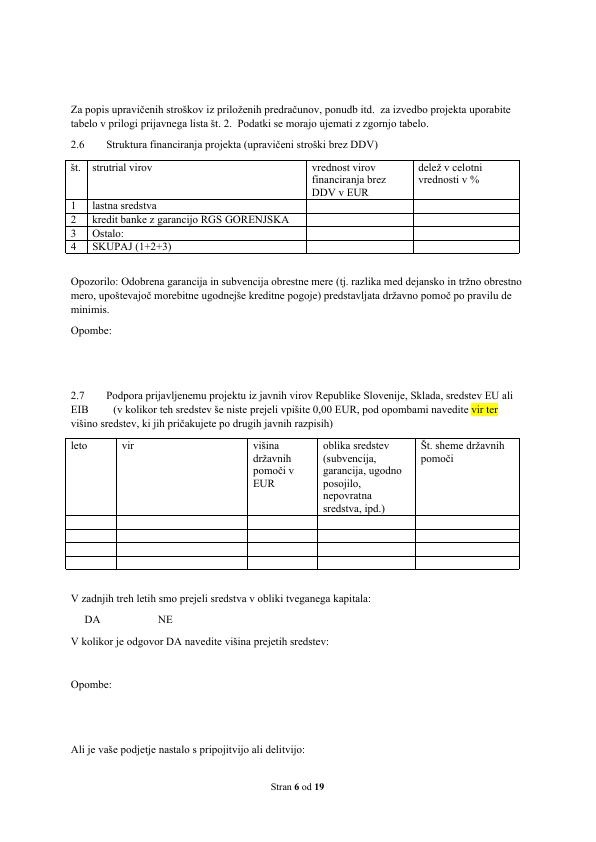 Za popis upravičenih stroškov iz priloženih predračunov, ponudb itd.  za izvedbo projekta uporabite
tabelo v prilogi prijavnega lista št. 2.  Podatki se morajo ujemati z zgornjo tabelo.
2.6 Struktura financiranja projekta (upravičeni stroški brez DDV)
št. strutrial virov vrednost virov delež v celotni
financiranja brez vrednosti v %
DDV v EUR
1 lastna sredstva
2 kredit banke z garancijo RGS GORENJSKA
3 Ostalo:
4 SKUPAJ (1+2+3)
Opozorilo: Odobrena garancija in subvencija obrestne mere (tj. razlika med dejansko in tržno obrestno
mero, upoštevajoč morebitne ugodnejše kreditne pogoje) predstavljata državno pomoč po pravilu de
minimis.
Opombe:
2.7 Podpora prijavljenemu projektu iz javnih virov Republike Slovenije, Sklada, sredstev EU ali
EIB (v kolikor teh sredstev še niste prejeli vpišite 0,00 EUR, pod opombami navedite vir ter
višino sredstev, ki jih pričakujete po drugih javnih razpisih)
leto vir višina oblika sredstev Št. sheme državnih
državnih (subvencija, pomoči
pomoči v garancija, ugodno
EUR posojilo,
nepovratna
sredstva, ipd.)
V zadnjih treh letih smo prejeli sredstva v obliki tveganega kapitala:
DA NE
V kolikor je odgovor DA navedite višina prejetih sredstev:
Opombe:
Ali je vaše podjetje nastalo s pripojitvijo ali delitvijo:
Stran 6 od 19